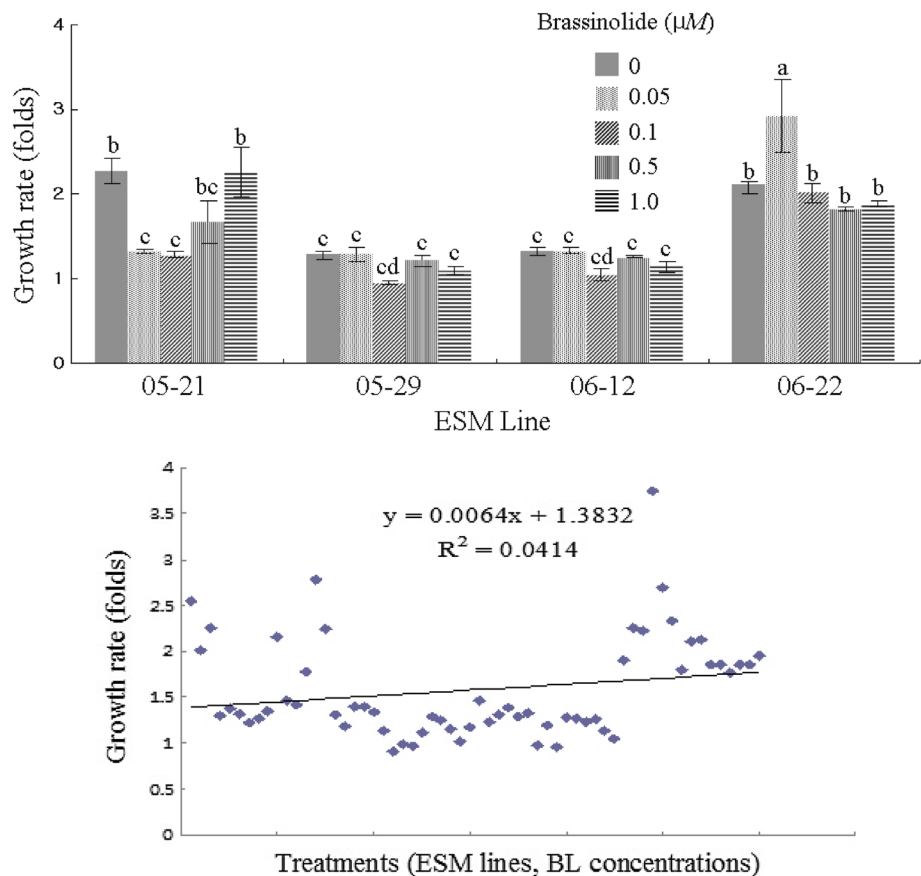 Brassinolide (μM)
0
0.05
0.1
0.5
1.0
Growth rate (folds)
4
3
2
1
0
b c c bc b
c c cd c c
c c cd c c
b a b b b
05-21 05-29 06-12 06-22
ESM Line
y = 0.0064x + 1.3832
R² = 0.0414
Growth rate (folds)
4
3.5
3
2.5
2
1.5
1
0.5
0
Treatments (ESM lines, BL concentrations)